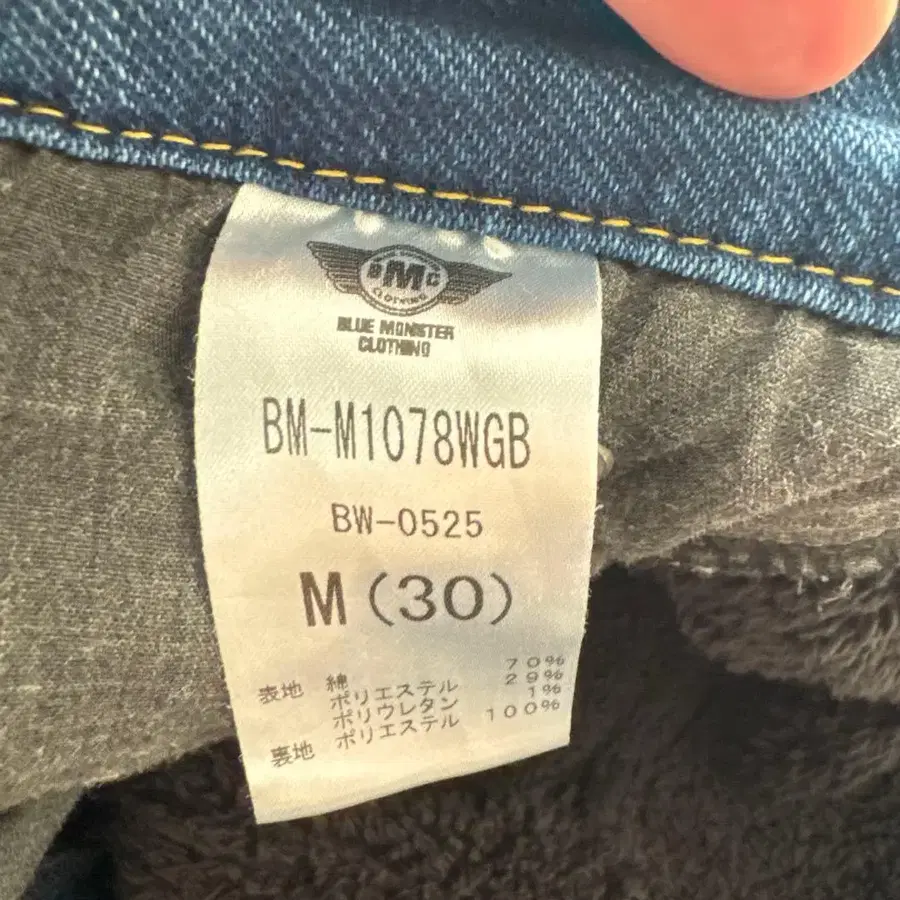 BMC
CLOTHING
BLUE MONSTER
CLOTHING
BM-M1078WGB
BW-0525
M(30)
表地 綿 70%
ポリエステル 29%
ポリウレタン 1%
裏地 ポリエステル 100%